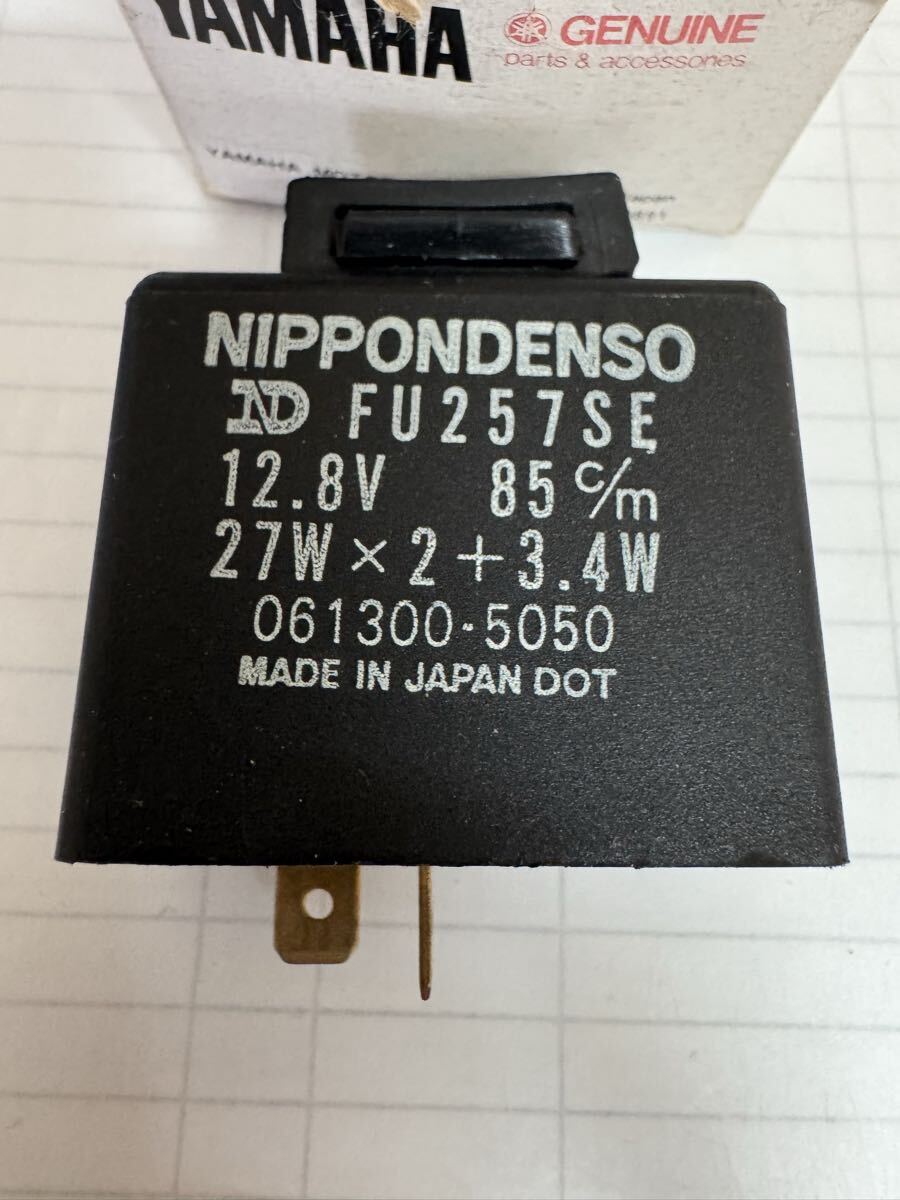 YAMAHA
GENUINE
parts & accessories
YAMAHA
NIPPONDENSO
ND FU257SE
12.8V 85 c/m
27W×2+3.4W
061300-5050
MADE IN JAPAN DOT